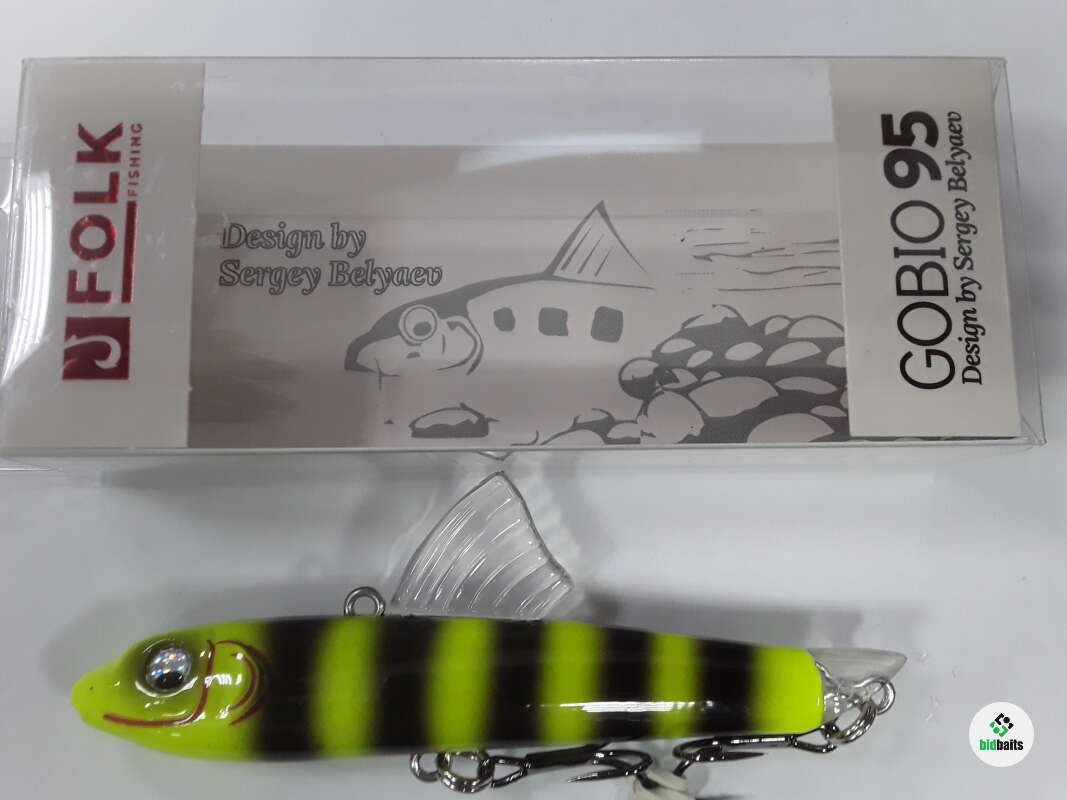 FOLK
FISHING
Design by
Sergey Belyaev
GOBIO 95
Design by Sergey Belyaev
bidbaits